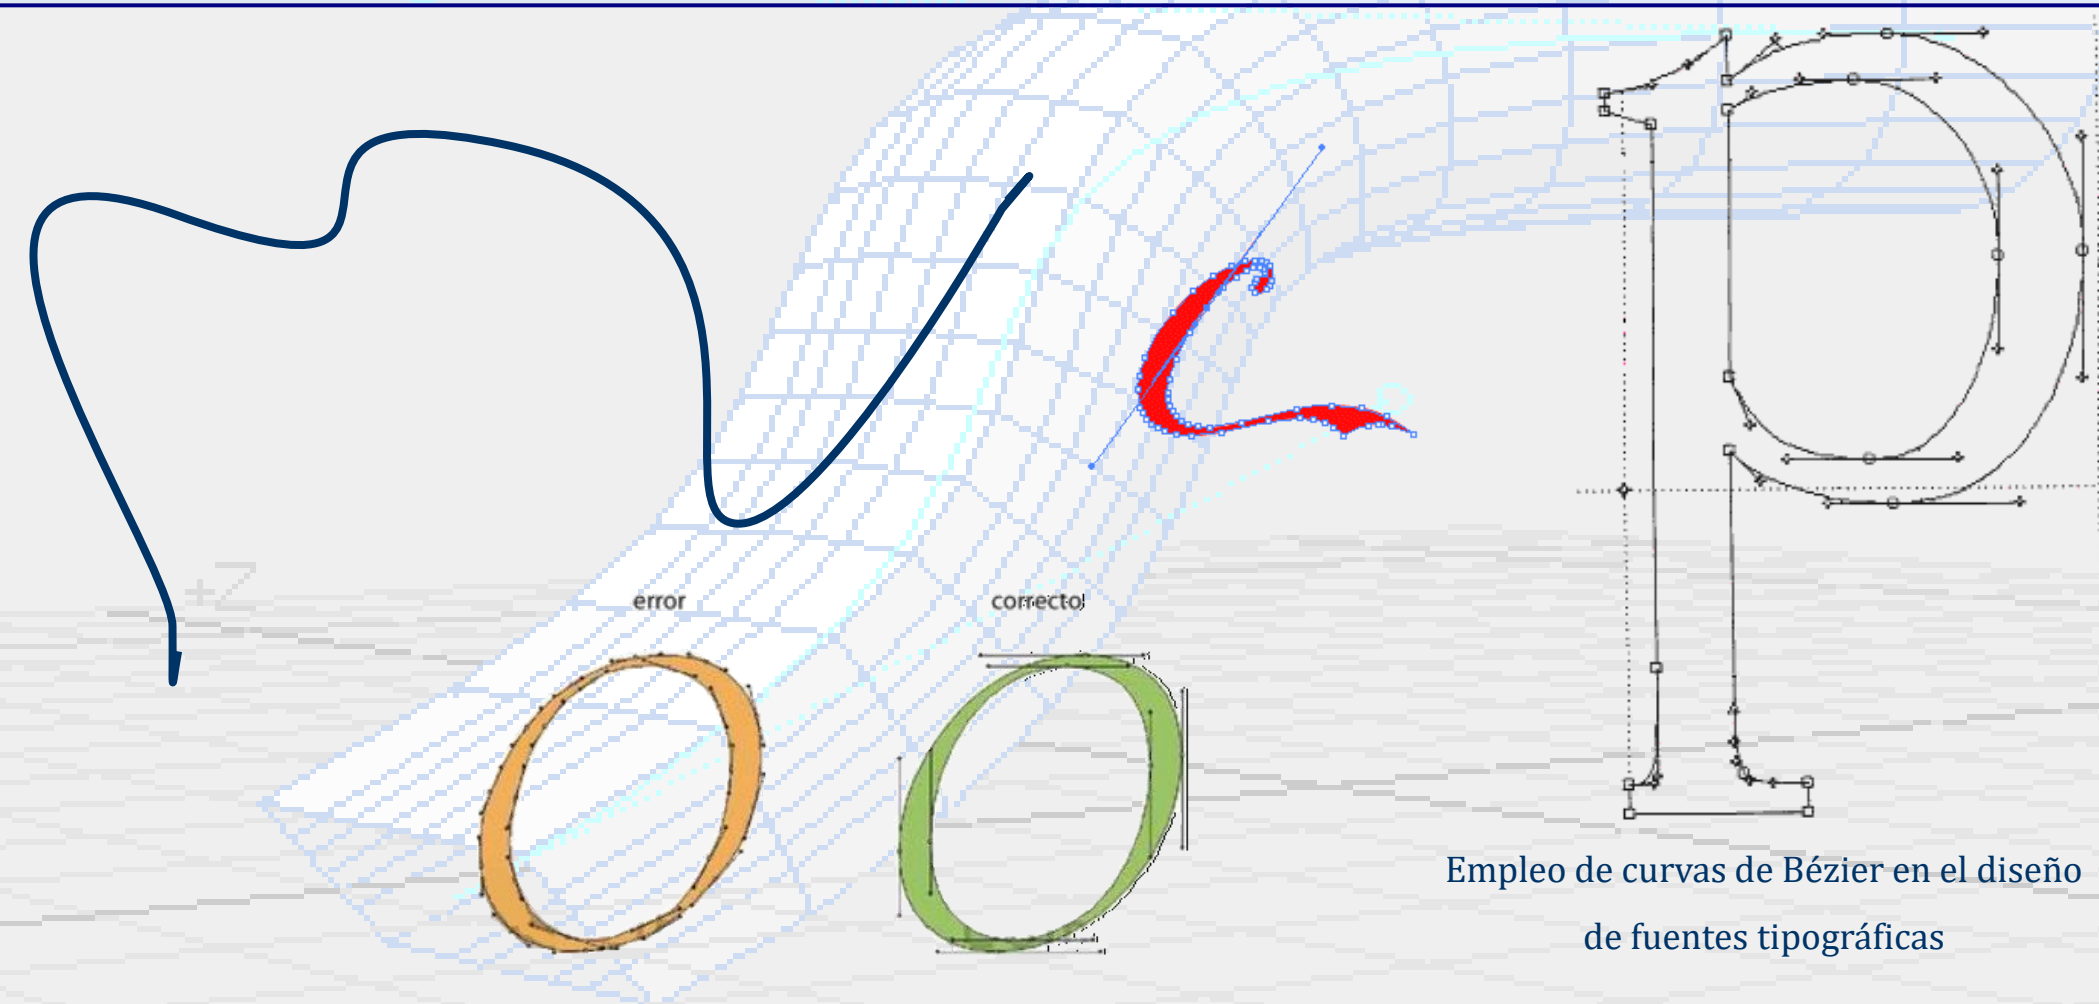 +Z
error
correcto
Empleo de curvas de Bézier en el diseño
de fuentes tipográficas